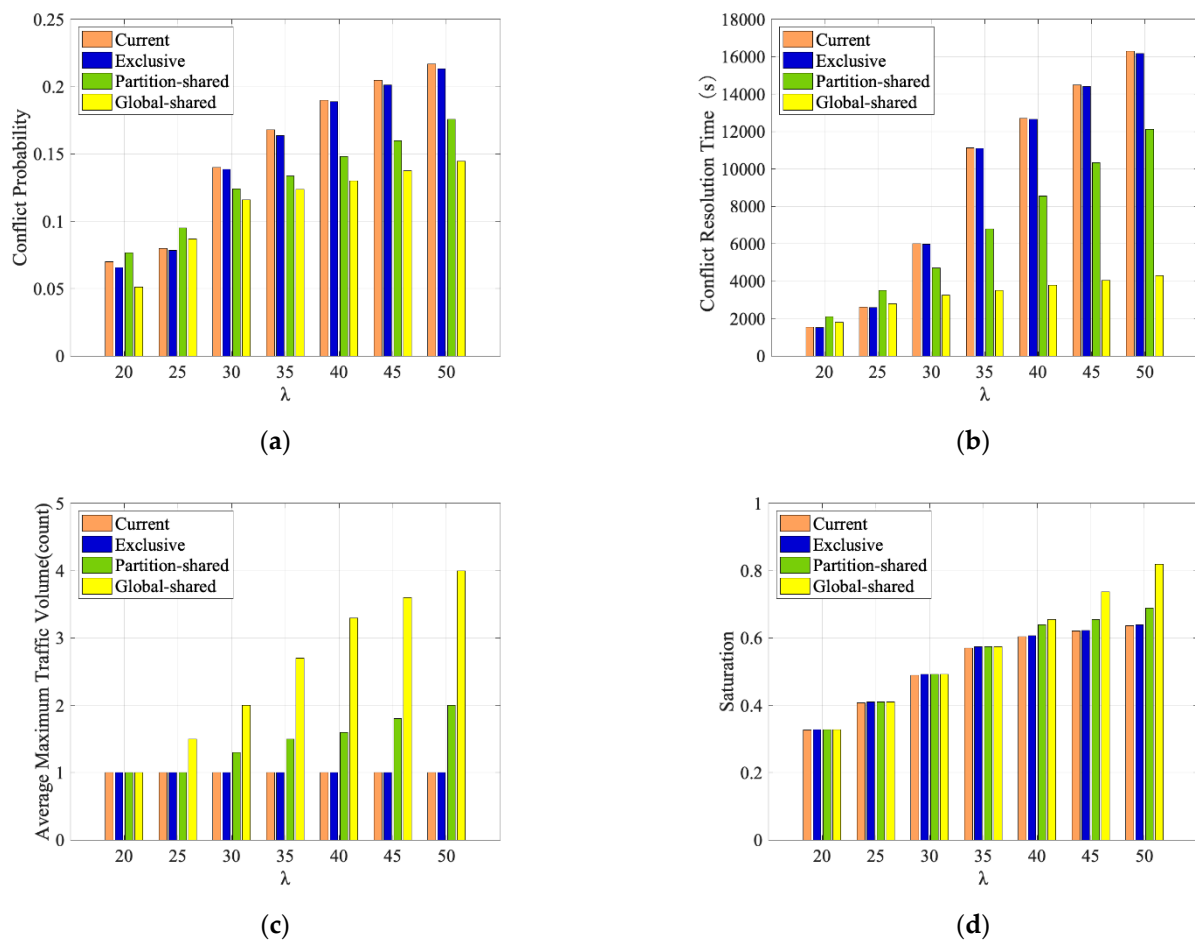 Conflict Probability
0.25
0.2
0.15
0.1
0.05
0
Current
Exclusive
Partition-shared
Global-shared
20 25 30 35 40 45 50
λ
(a)
Conflict Resolution Time（s）
18000
16000
14000
12000
10000
8000
6000
4000
2000
0
Current
Exclusive
Partition-shared
Global-shared
20 25 30 35 40 45 50
λ
(b)
Average Maximum Traffic Volume(count)
5
4
3
2
1
0
Current
Exclusive
Partition-shared
Global-shared
20 25 30 35 40 45 50
λ
(c)
Saturation
1
0.8
0.6
0.4
0.2
0
Current
Exclusive
Partition-shared
Global-shared
20 25 30 35 40 45 50
λ
(d)